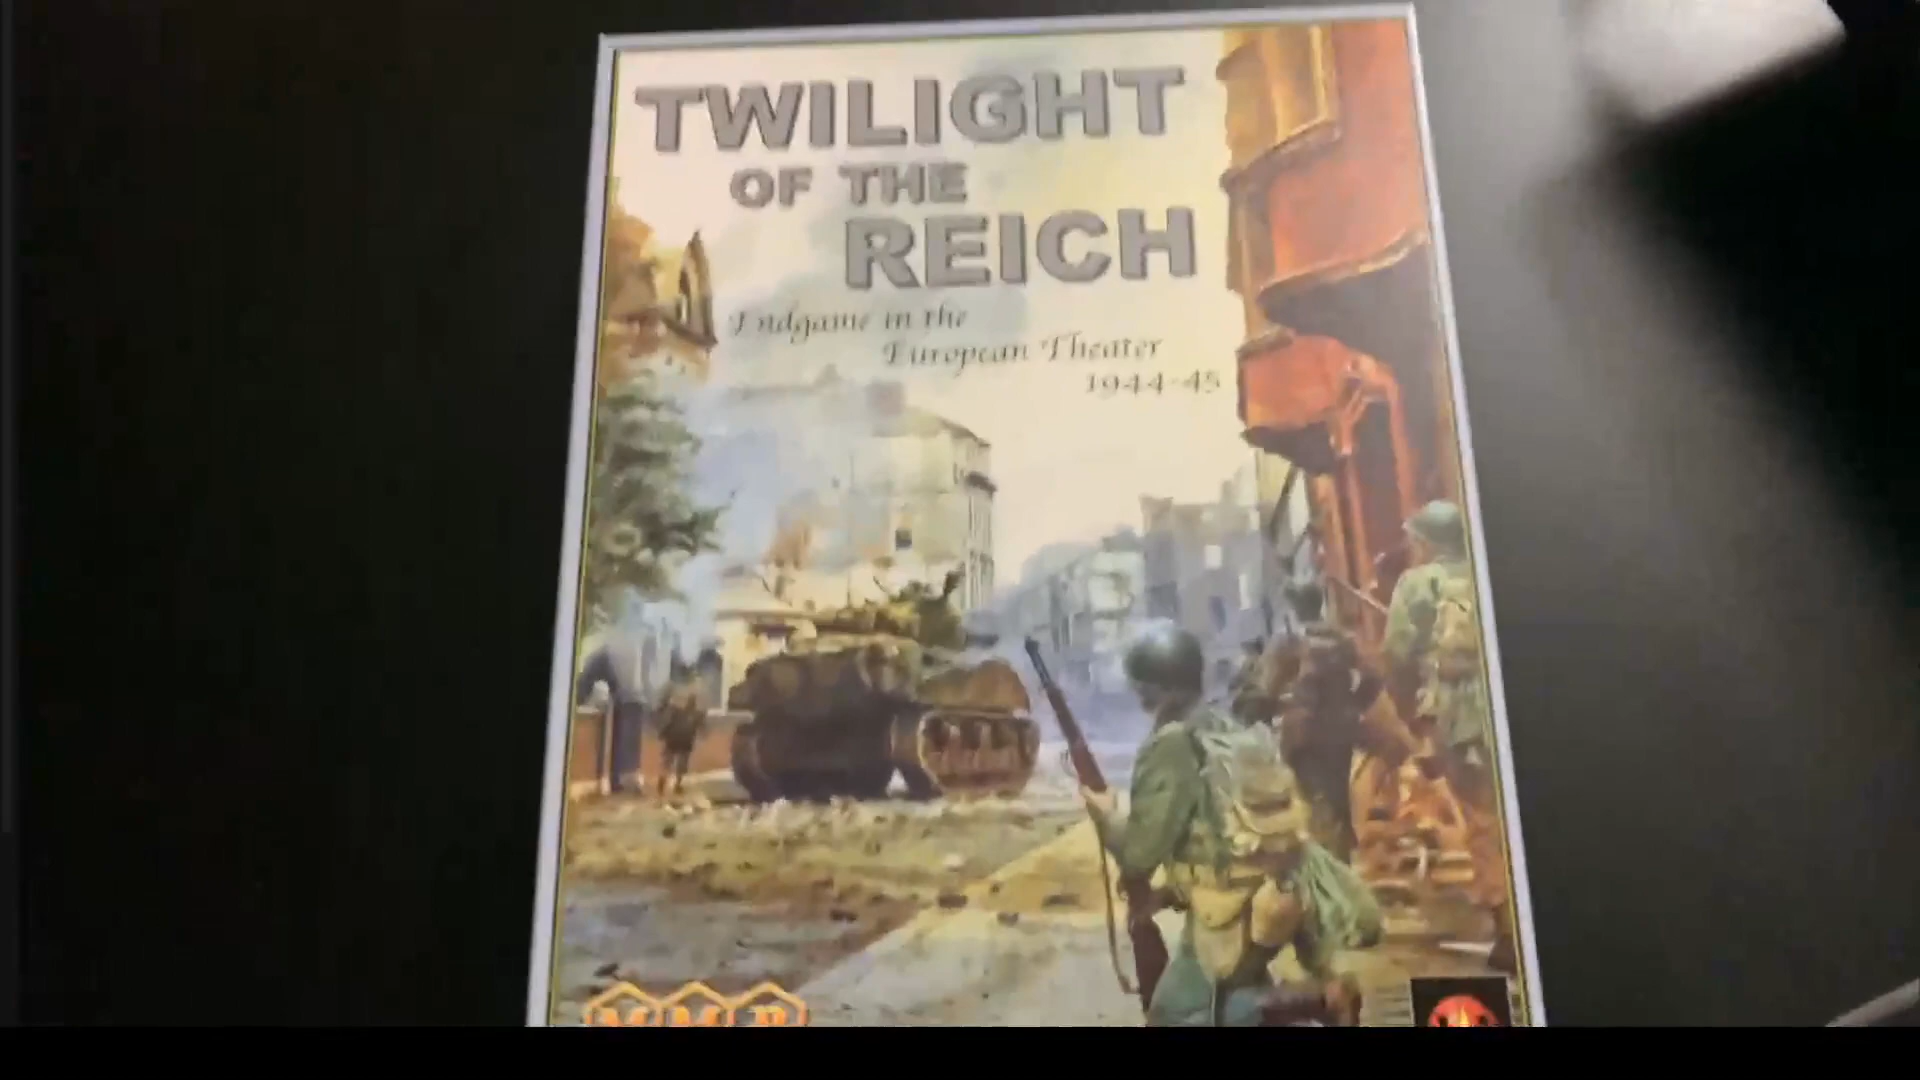 TWILIGHT
OF THE
REICH
Endgame in the
European Theater
1944-45